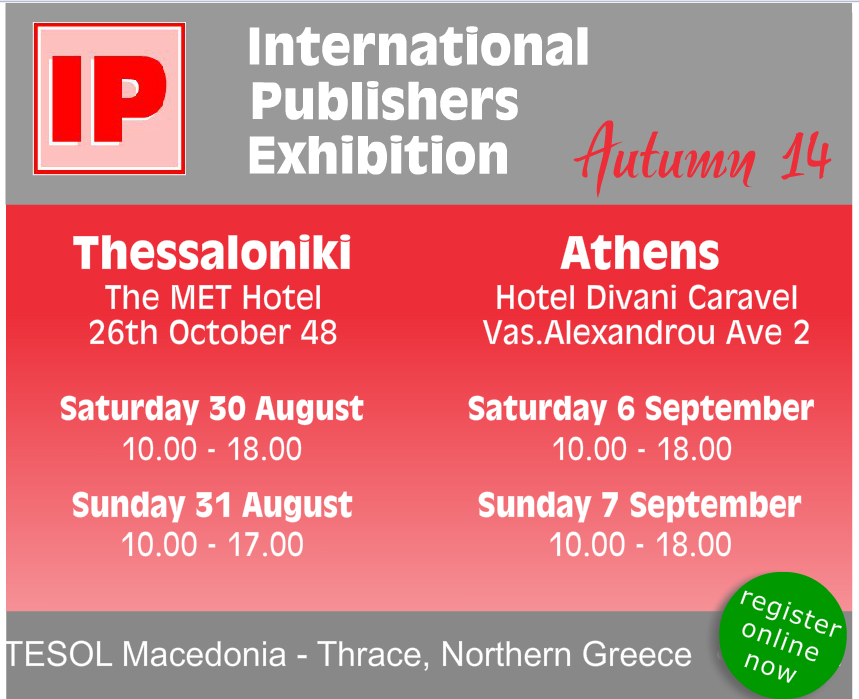 IP
International
Publishers
Exhibition
Autumn 14
Thessaloniki
The MET Hotel
26th October 48
Saturday 30 August
10.00 - 18.00
Sunday 31 August
10.00 - 17.00
Athens
Hotel Divani Caravel
Vas.Alexandrou Ave 2
Saturday 6 September
10.00 - 18.00
Sunday 7 September
10.00 - 18.00
TESOL Macedonia - Thrace, Northern Greece
register
online
now